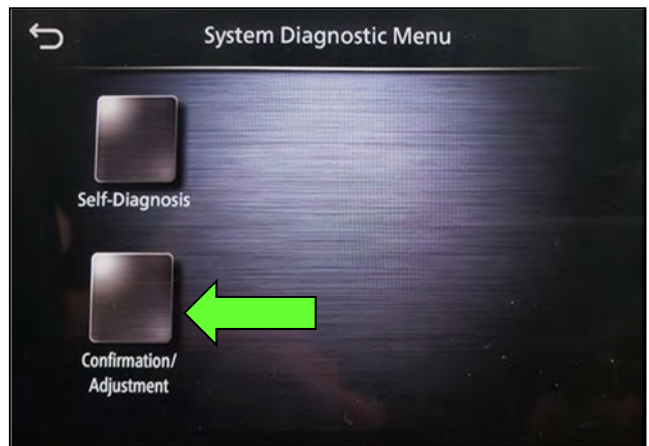 System Diagnostic Menu
Self-Diagnosis
Confirmation/
Adjustment